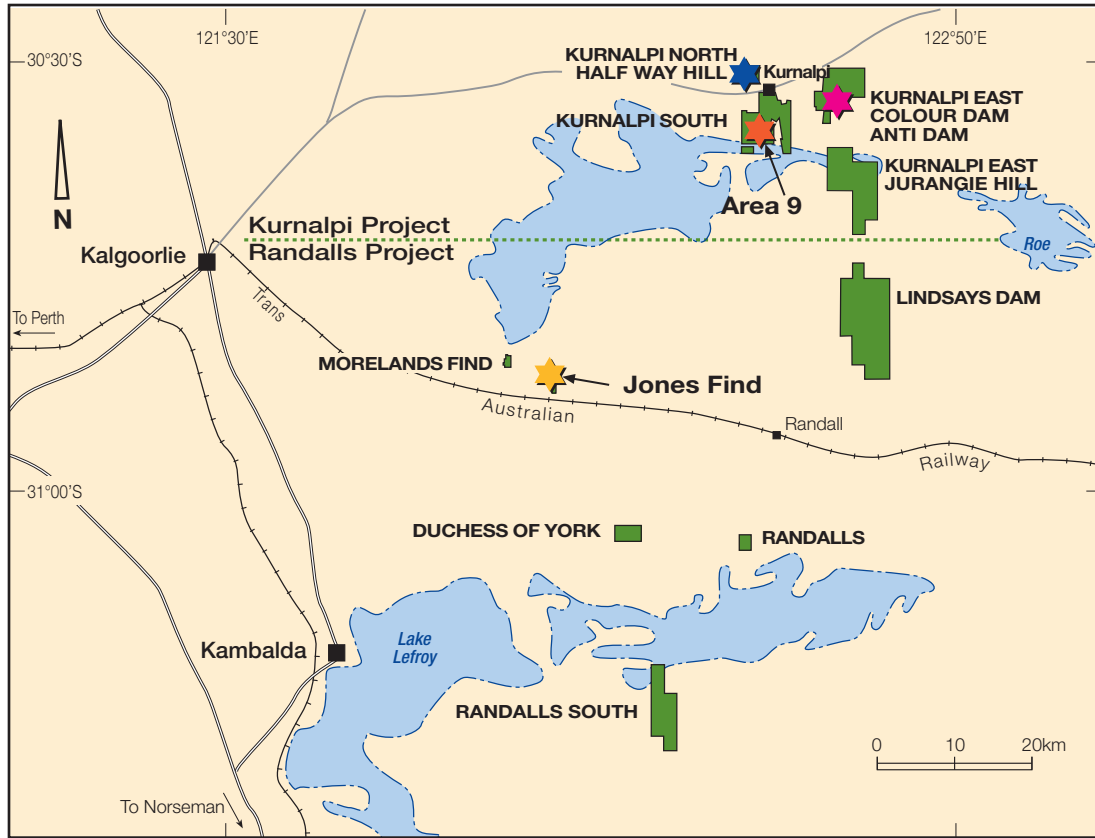 121°30'E
122°50'E
30°30'S
KURNALPI NORTH
HALF WAY HILL
Kurnalpi
KURNALPI EAST
COLOUR DAM
ANTI DAM
KURNALPI SOUTH
KURNALPI EAST
JURANGIE HILL
N
Area 9
Kurnalpi Project
Randalls Project
Roe
Kalgoorlie
Trans
LINDSAYS DAM
To Perth
MORELANDS FIND
Jones Find
Australian
Randall
Railway
31°00'S
DUCHESS OF YORK
RANDALLS
Kambalda
Lake
Lefroy
RANDALLS SOUTH
0 10 20km
To Norseman